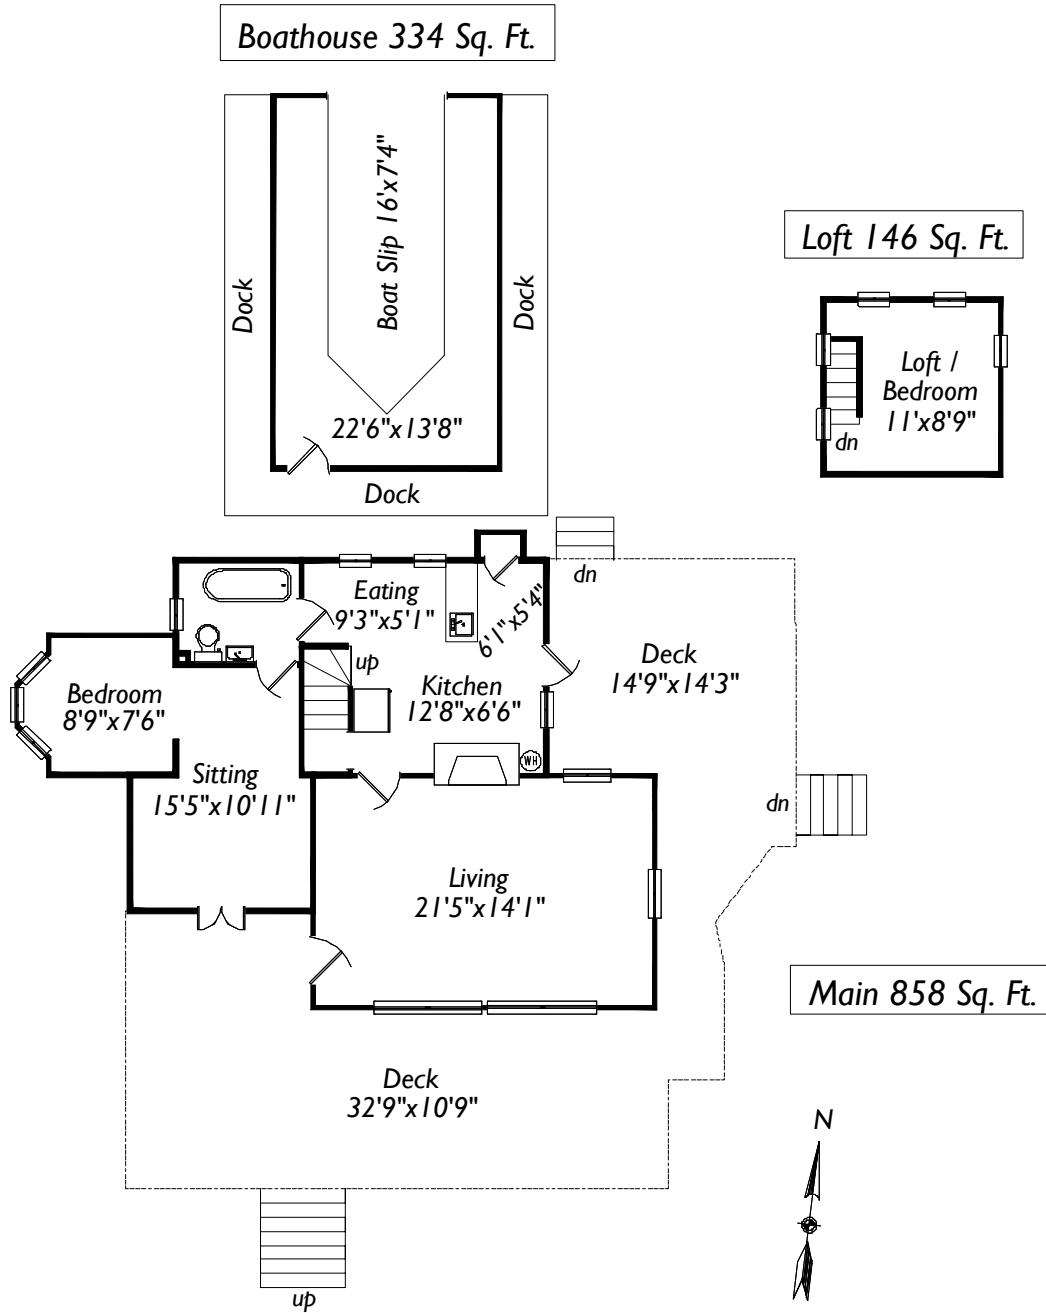 Boathouse 334 Sq. Ft.
Boat Slip 16'x7'4"
Dock
Dock
22'6"x13'8"
Dock
Loft 146 Sq. Ft.
Loft /
Bedroom
11'x8'9"
dn
dn
Eating
9'3"x5'1"
6'1"x5'4"
up
Kitchen
12'8"x6'6"
WH
Deck
14'9"x14'3"
Bedroom
8'9"x7'6"
Sitting
15'5"x10'11"
dn
Living
21'5"x14'1"
Main 858 Sq. Ft.
Deck
32'9"x10'9"
N
up